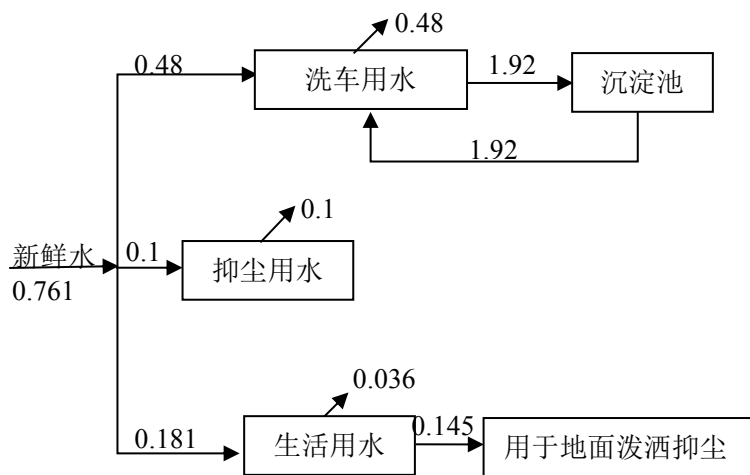 0.48
0.48
洗车用水
1.92
沉淀池
1.92
0.1
新鲜水
0.1
抑尘用水
0.761
0.036
0.181
生活用水
0.145
用于地面泼洒抑尘